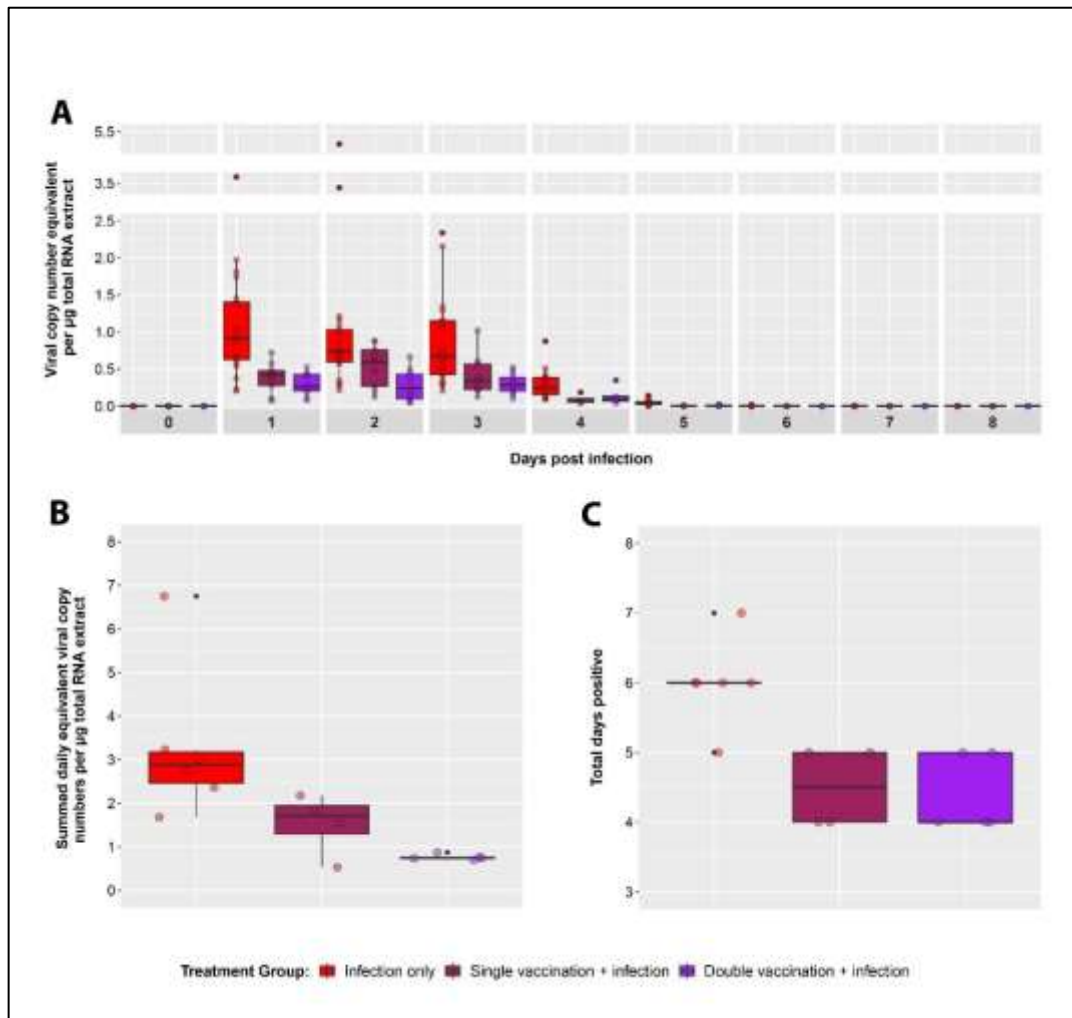 A
Viral copy number equivalent
per µg total RNA extract
5.5
3.5
2.5
2.0
1.5
1.0
0.5
0.0
0 1 2 3 4 5 6 7 8
Days post infection
B
Summed daily equivalent viral copy
numbers per µg total RNA extract
8
7
6
5
4
3
2
1
0
C
Total days positive
8
7
6
5
4
3
Treatment Group: Infection only Single vaccination + infection Double vaccination + infection